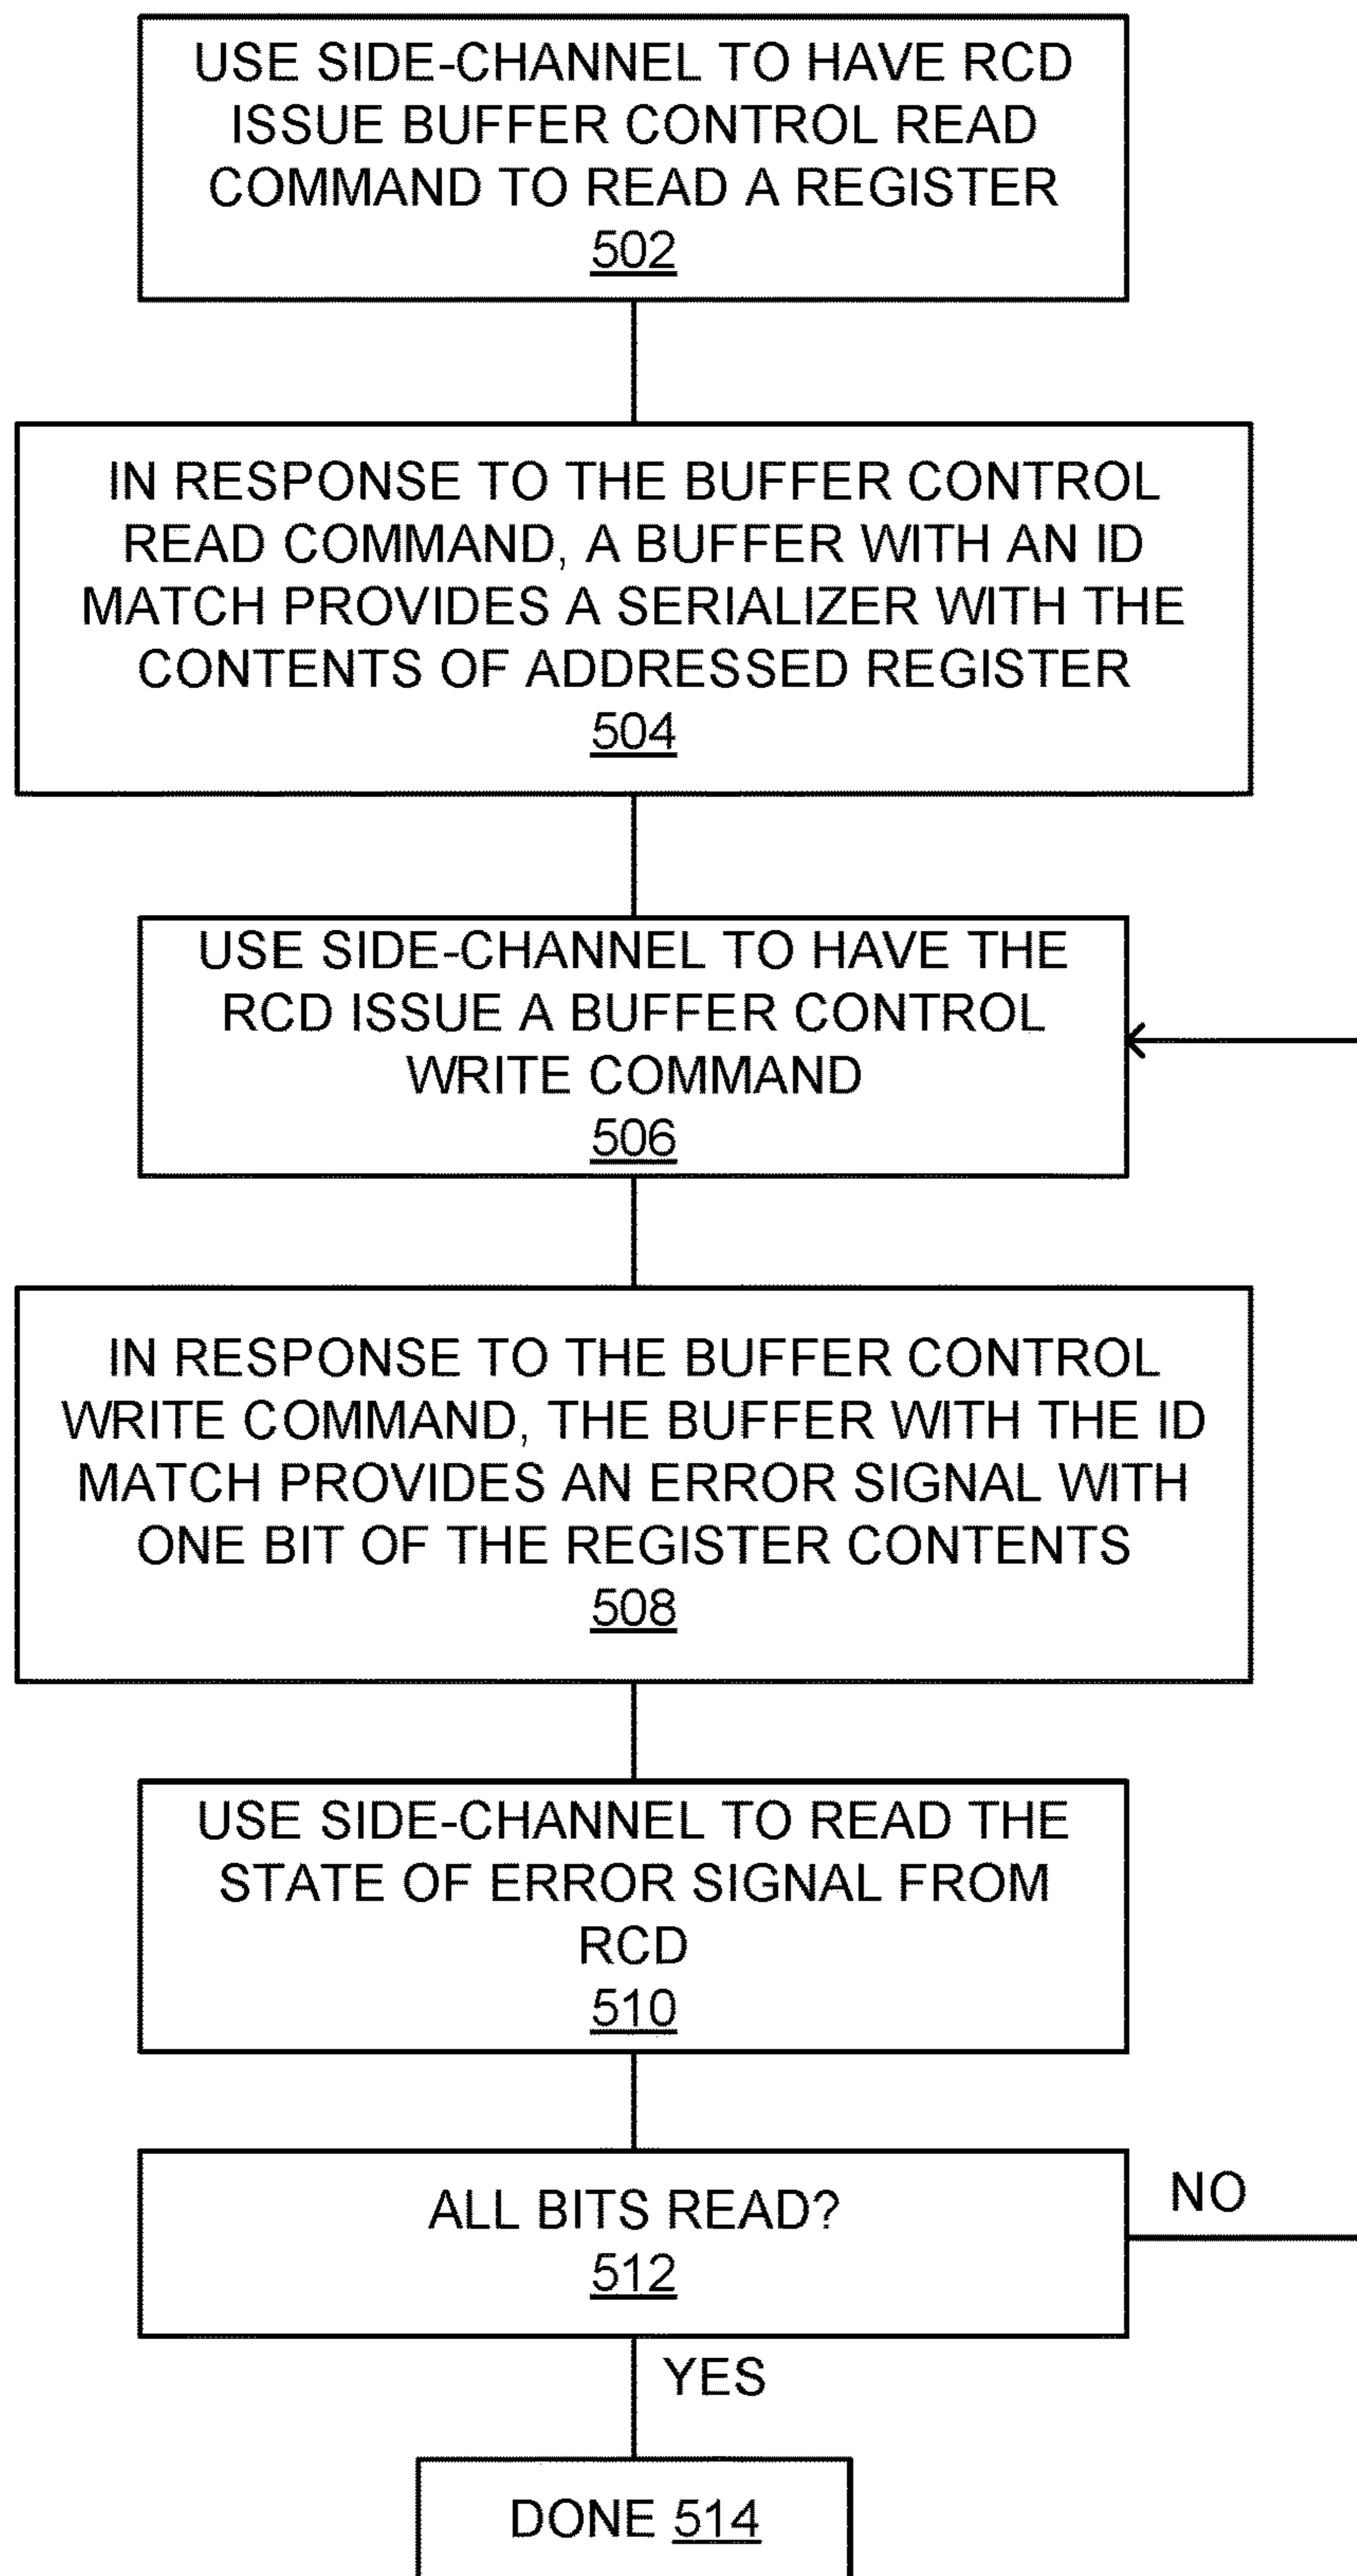 USE SIDE-CHANNEL TO HAVE RCD
ISSUE BUFFER CONTROL READ
COMMAND TO READ A REGISTER
502
IN RESPONSE TO THE BUFFER CONTROL
READ COMMAND, A BUFFER WITH AN ID
MATCH PROVIDES A SERIALIZER WITH THE
CONTENTS OF ADDRESSED REGISTER
504
USE SIDE-CHANNEL TO HAVE THE
RCD ISSUE A BUFFER CONTROL
WRITE COMMAND
506
IN RESPONSE TO THE BUFFER CONTROL
WRITE COMMAND, THE BUFFER WITH THE ID
MATCH PROVIDES AN ERROR SIGNAL WITH
ONE BIT OF THE REGISTER CONTENTS
508
USE SIDE-CHANNEL TO READ THE
STATE OF ERROR SIGNAL FROM
RCD
510
ALL BITS READ?
512
NO
YES
DONE 514